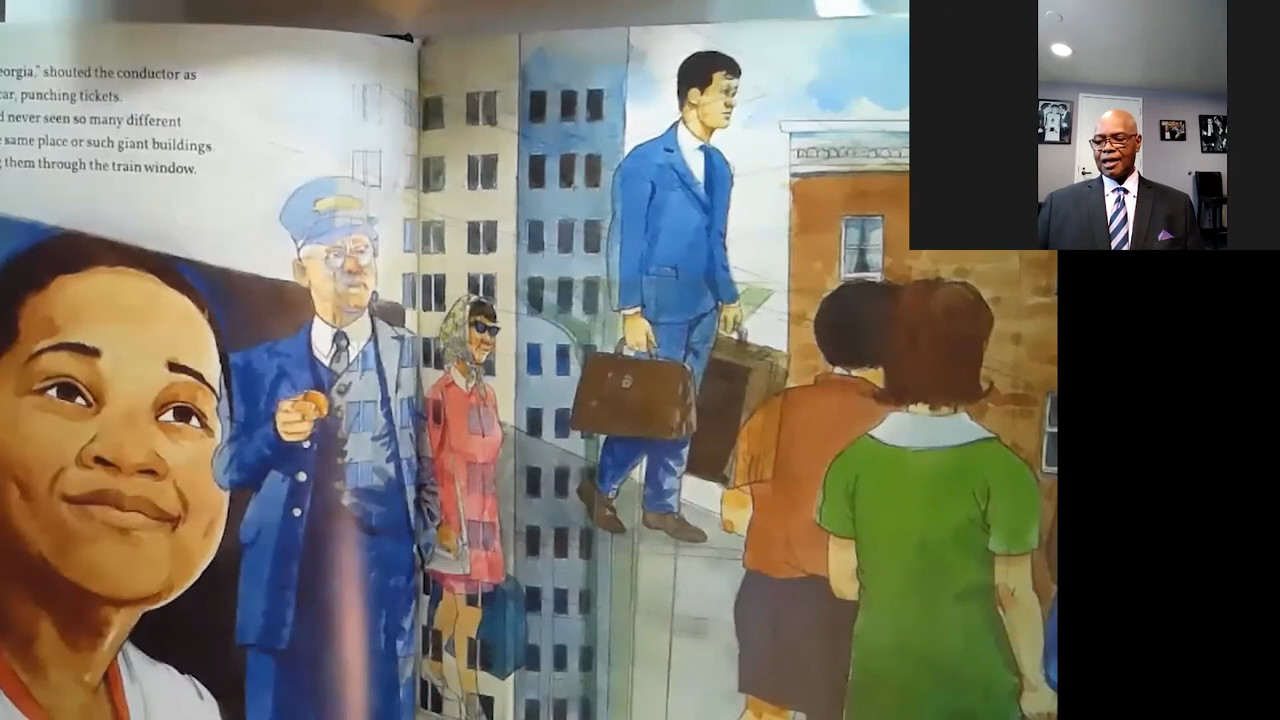 eorgia," shouted the conductor as
car, punching tickets.
d never seen so many different
e same place or such giant buildings.
g them through the train window.